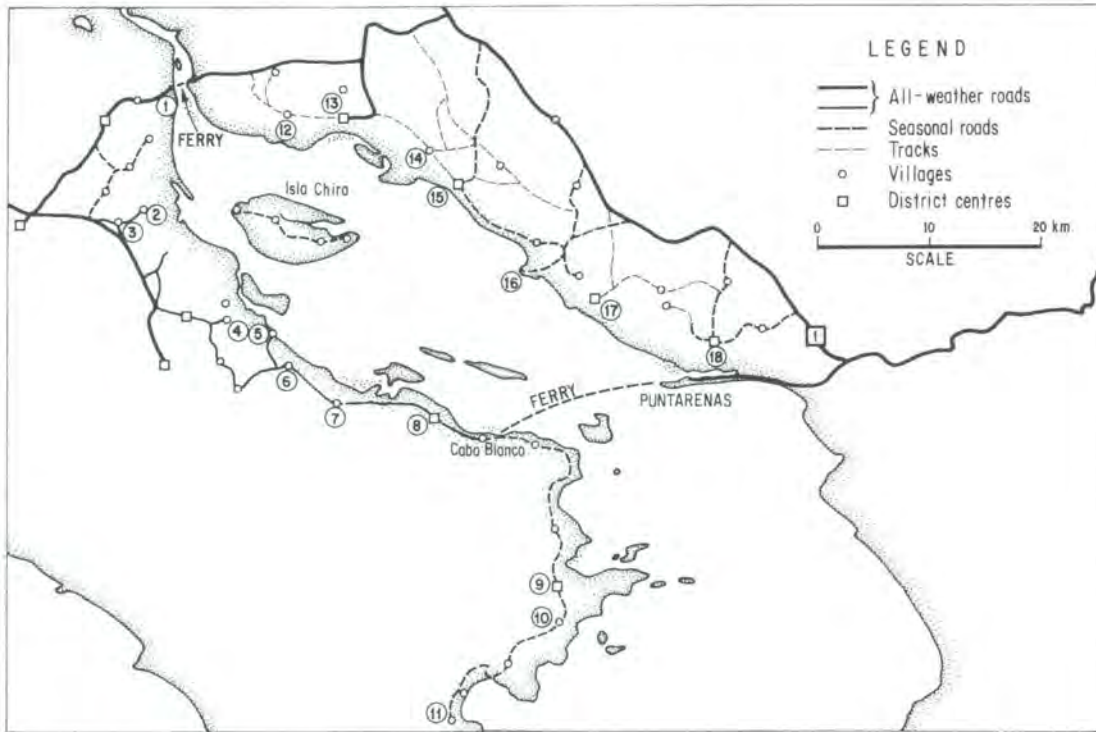 LEGEND
All-weather roads
Seasonal roads
Tracks
Villages
District centres
0 10 20 km
SCALE
1
FERRY
2
3
4
5
6
7
8
Cabo Blanco
9
10
11
12
13
14
15
16
17
18
Isla Chira
1
FERRY
PUNTARENAS